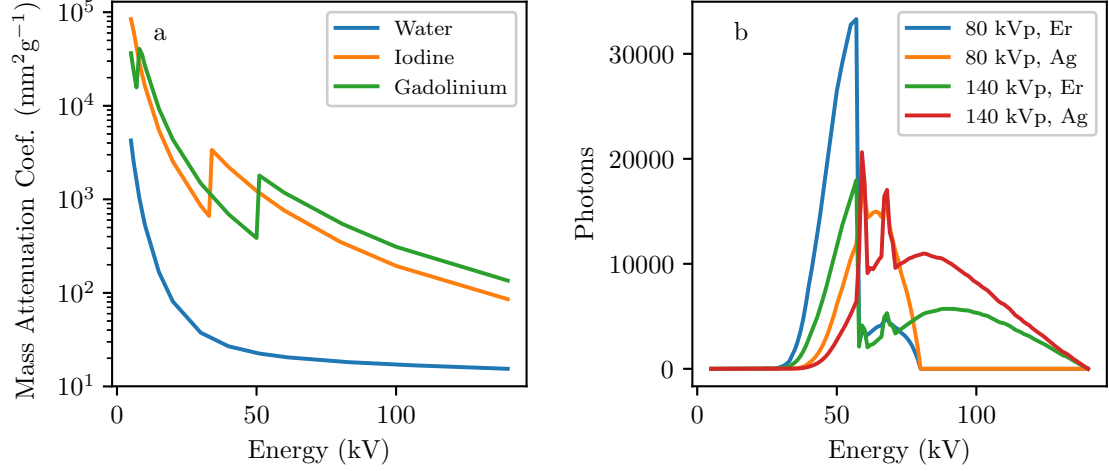 Mass Attenuation Coef. (mm²g⁻¹)
10⁵
10⁴
10³
10²
10¹
a
Water
Iodine
Gadolinium
0
50
100
Energy (kV)
Photons
30000
20000
10000
0
b
80 kVp, Er
80 kVp, Ag
140 kVp, Er
140 kVp, Ag
0
50
100
Energy (kV)